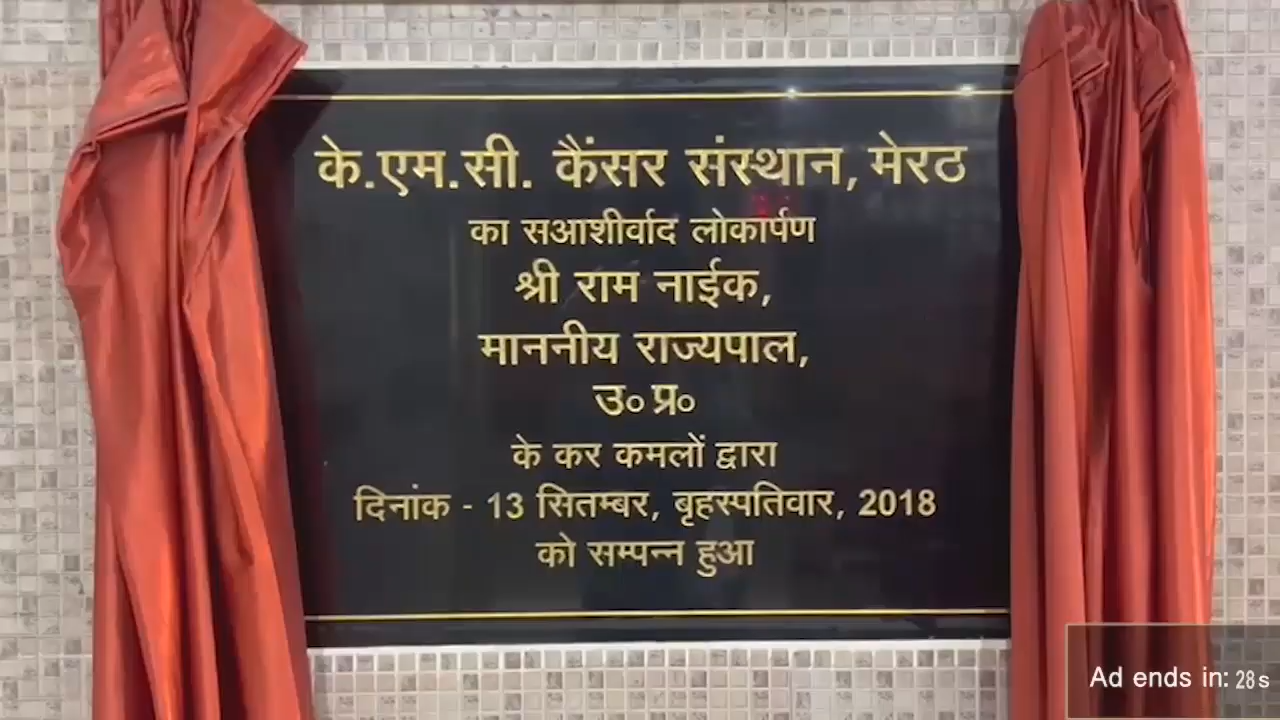 के.एम.सी. कैंसर संस्थान, मेरठ
का सआशीर्वाद लोकार्पण
श्री राम नाईक,
माननीय राज्यपाल,
उ० प्र०
के कर कमलों द्वारा
दिनांक - 13 सितम्बर, बृहस्पतिवार, 2018
को सम्पन्न हुआ
Ad ends in: 28s